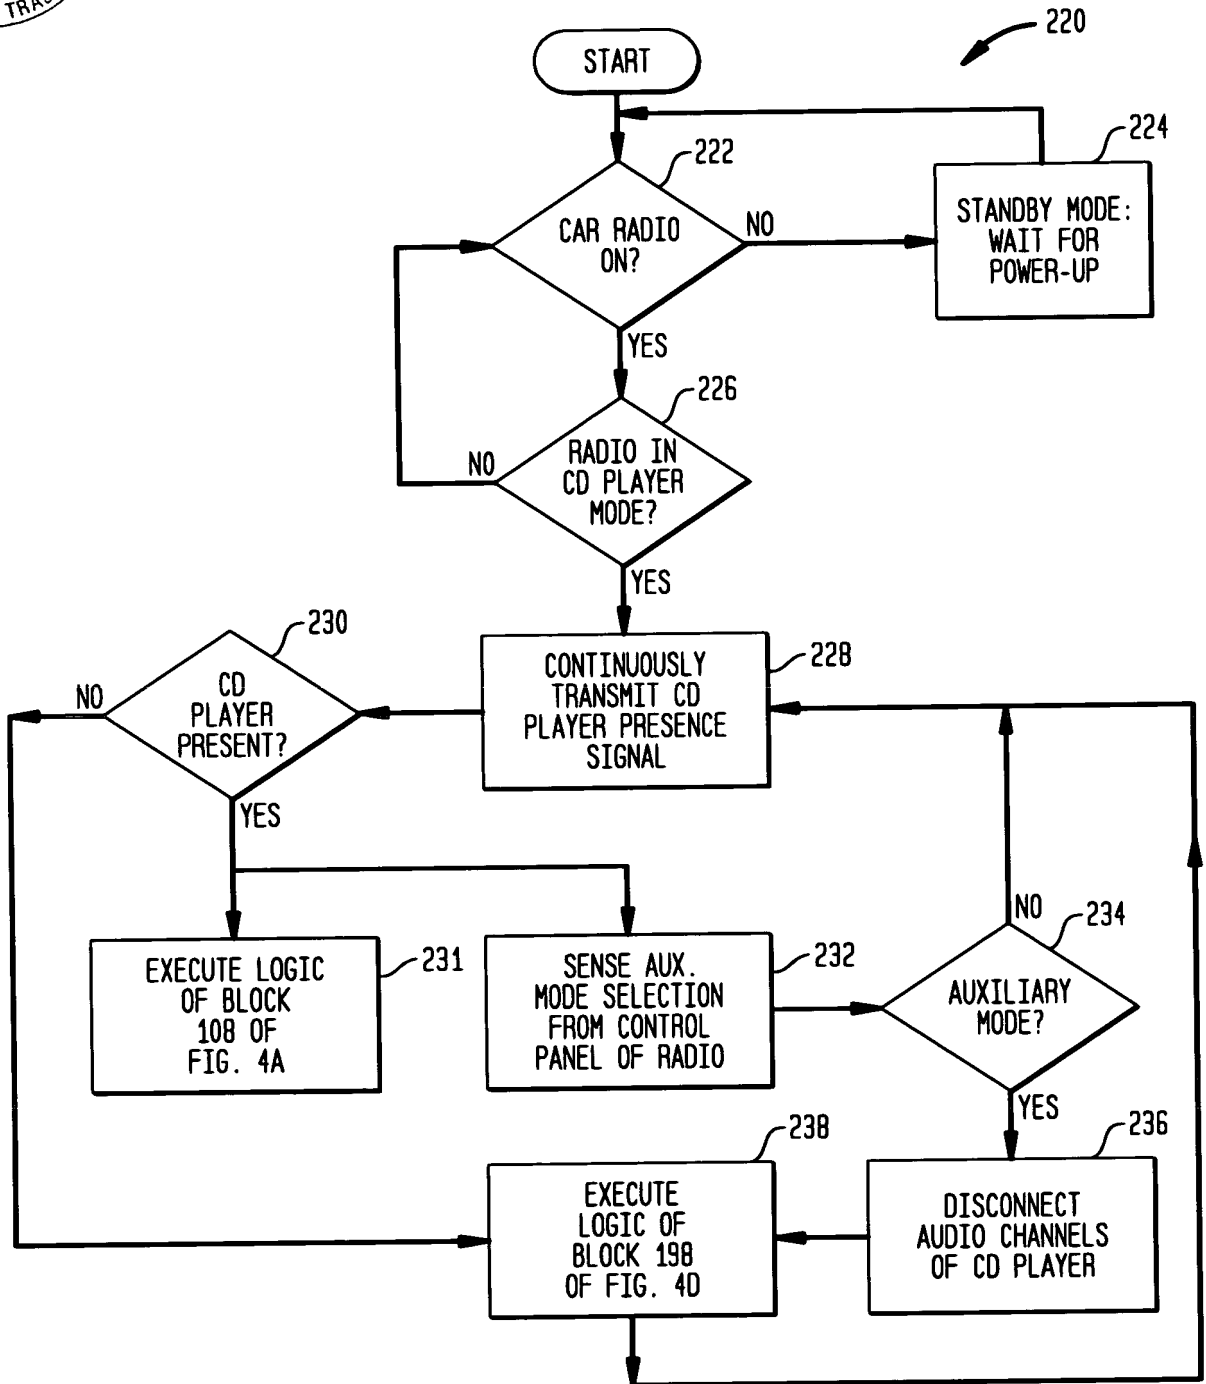 220
START
222
224
CAR RADIO
ON?
NO
STANDBY MODE:
WAIT FOR
POWER-UP
YES
226
RADIO IN
CD PLAYER
MODE?
NO
YES
230
228
CD
PLAYER
PRESENT?
NO
CONTINUOUSLY
TRANSMIT CD
PLAYER PRESENCE
SIGNAL
YES
NO
231
232
234
EXECUTE LOGIC
OF BLOCK
108 OF
FIG. 4A
SENSE AUX.
MODE SELECTION
FROM CONTROL
PANEL OF RADIO
AUXILIARY
MODE?
YES
238
236
EXECUTE
LOGIC OF
BLOCK 198
OF FIG. 4D
DISCONNECT
AUDIO CHANNELS
OF CD PLAYER